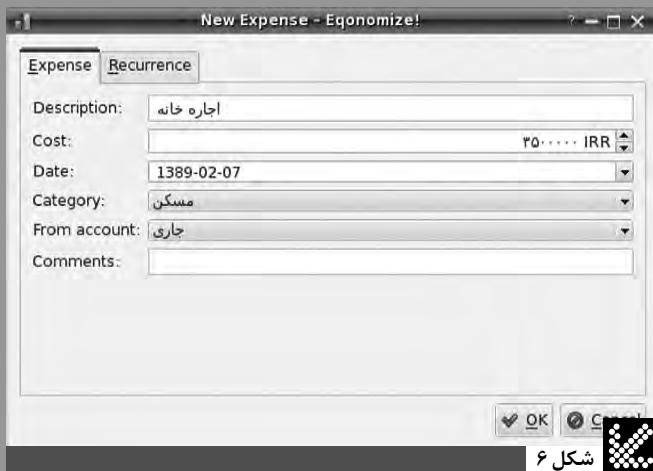 New Expense – Eqonomize!
Expense Recurrence
Description: اجاره خانه
Cost: ۳۵۰۰۰۰۰ IRR
Date: 1389-02-07
Category: مسکن
From account: جاری
Comments:
OK
شکل ۶